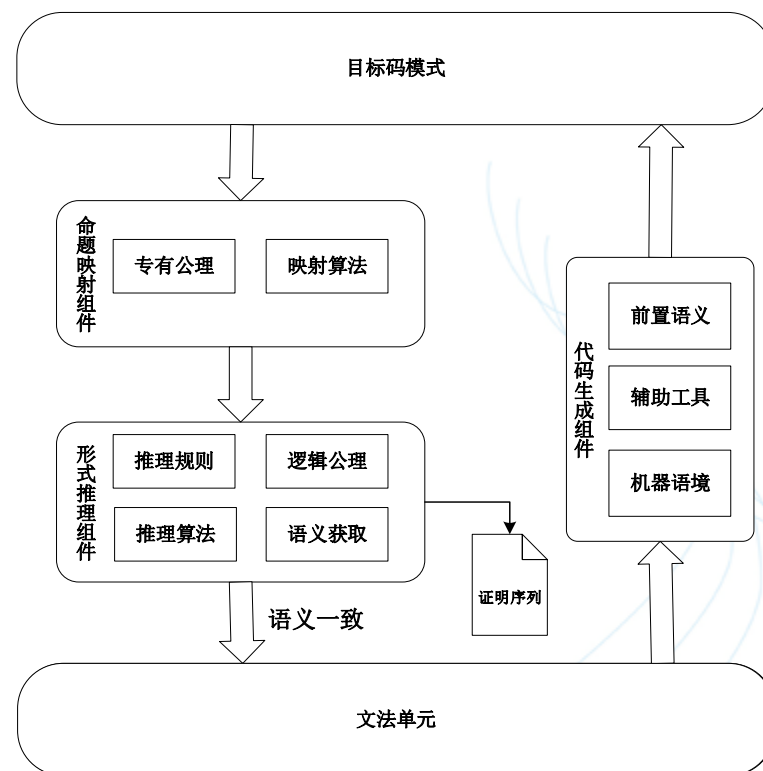 目标码模式
命题映射组件
专有公理
映射算法
前置语义
代码生成组件
辅助工具
机器语境
形式推理组件
推理规则
逻辑公理
推理算法
语义获取
证明序列
语义一致
文法单元